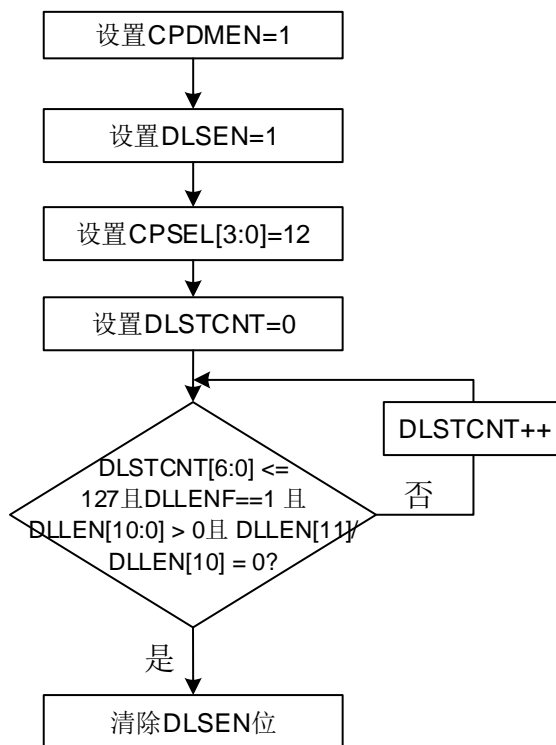 设置CPDMEN=1
设置DLSEN=1
设置CPSEL[3:0]=12
设置DLSTCNT=0
DLSTCNT++
DLSTCNT[6:0] <=
127且DLLENF==1 且
DLLEN[10:0] > 0且 DLLEN[11]/
DLLEN[10] = 0?
否
是
清除DLSEN位